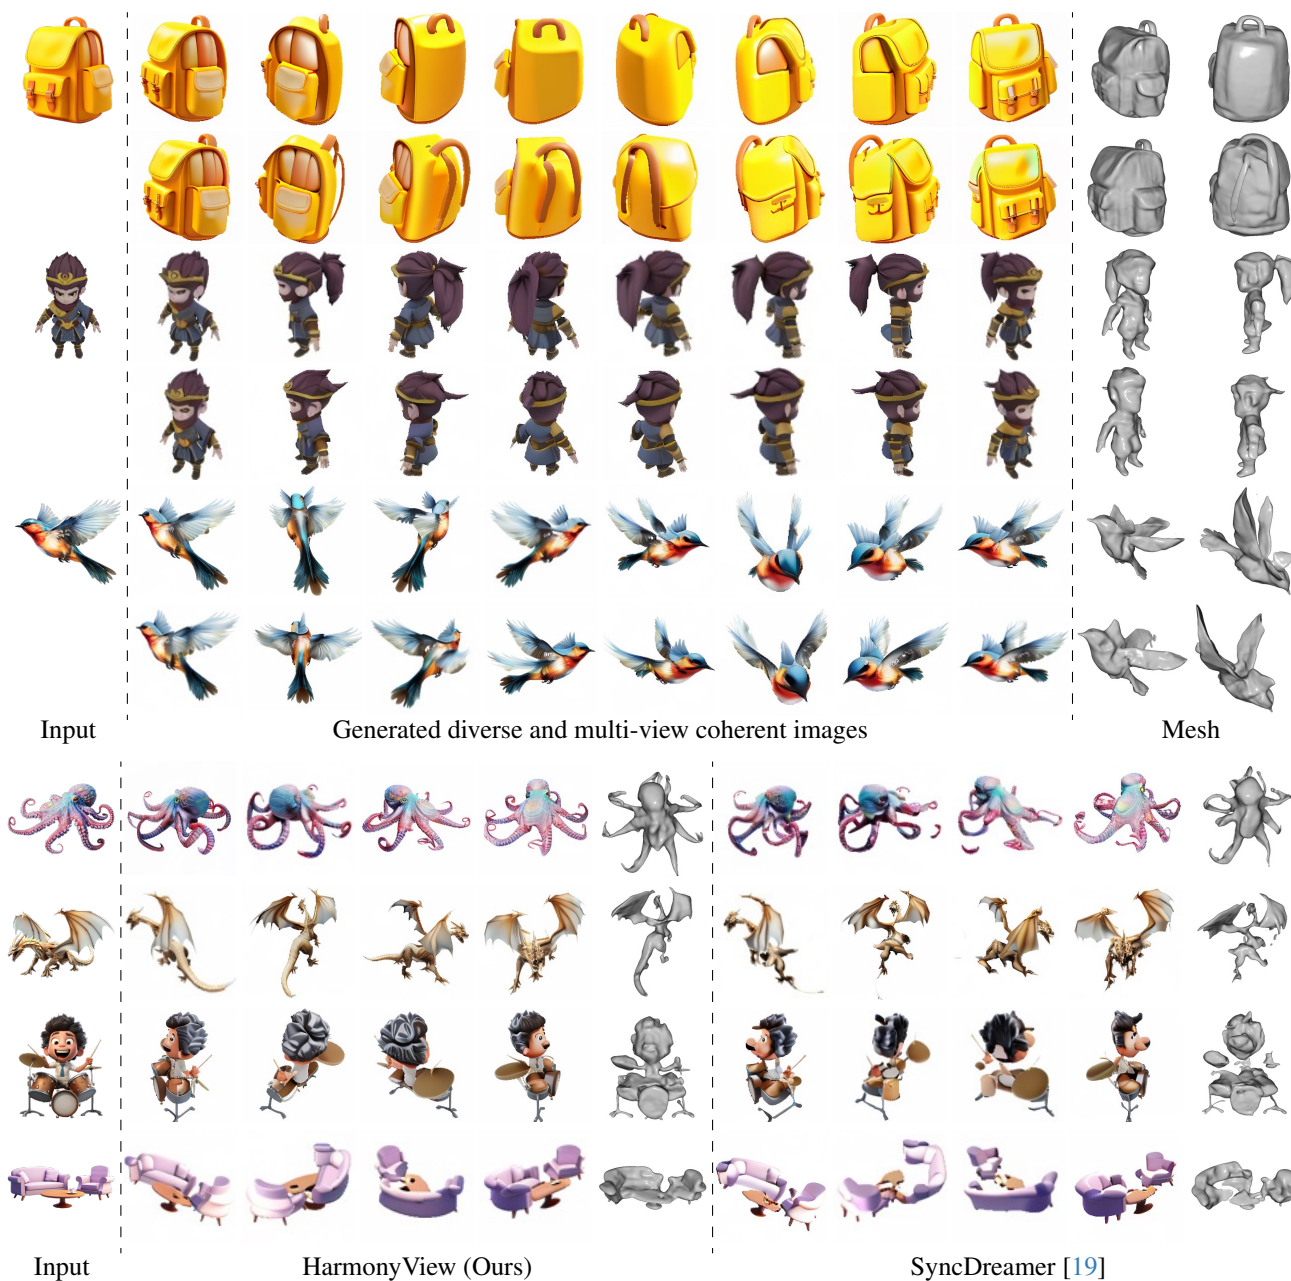 Input
Generated diverse and multi-view coherent images
Mesh
Input
HarmonyView (Ours)
SyncDreamer [19]